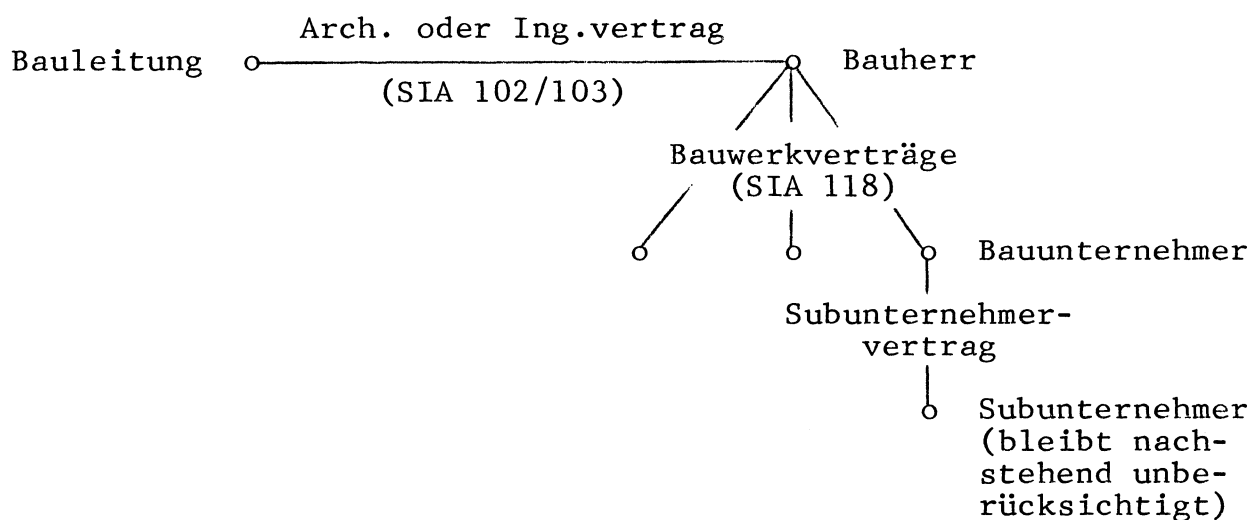 Arch. oder Ing.vertrag
Bauleitung
Bauherr
(SIA 102/103)
Bauwerkverträge
(SIA 118)
Bauunternehmer
Subunternehmer-
vertrag
Subunternehmer
(bleibt nach-
stehend unbe-
rücksichtigt)